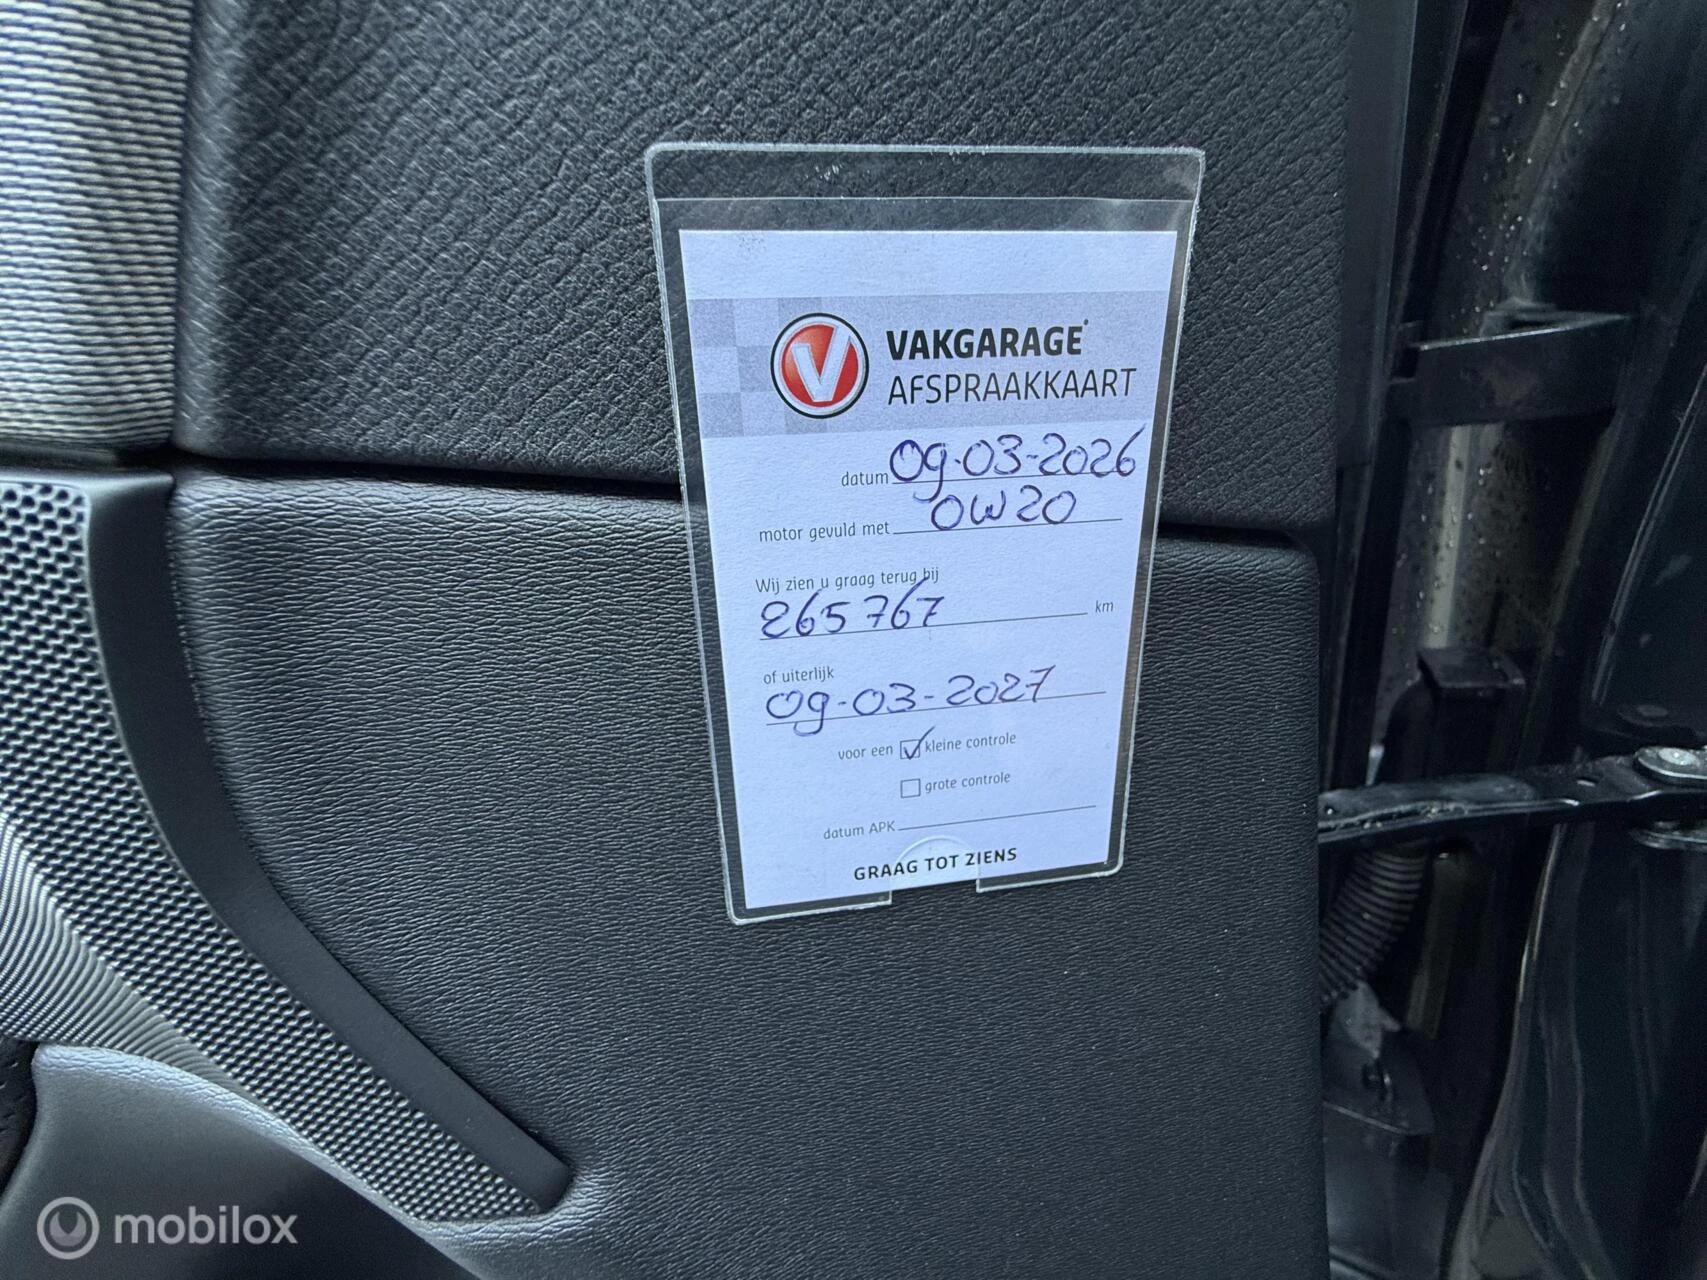 VAKGARAGE
AFSPRAAKKAART
datum 09-03-2026
motor gevuld met 0W20
Wij zien u graag terug bij
265767 km
of uiterlijk
09-03-2027
voor een kleine controle
grote controle
datum APK
GRAAG TOT ZIENS
mobilox